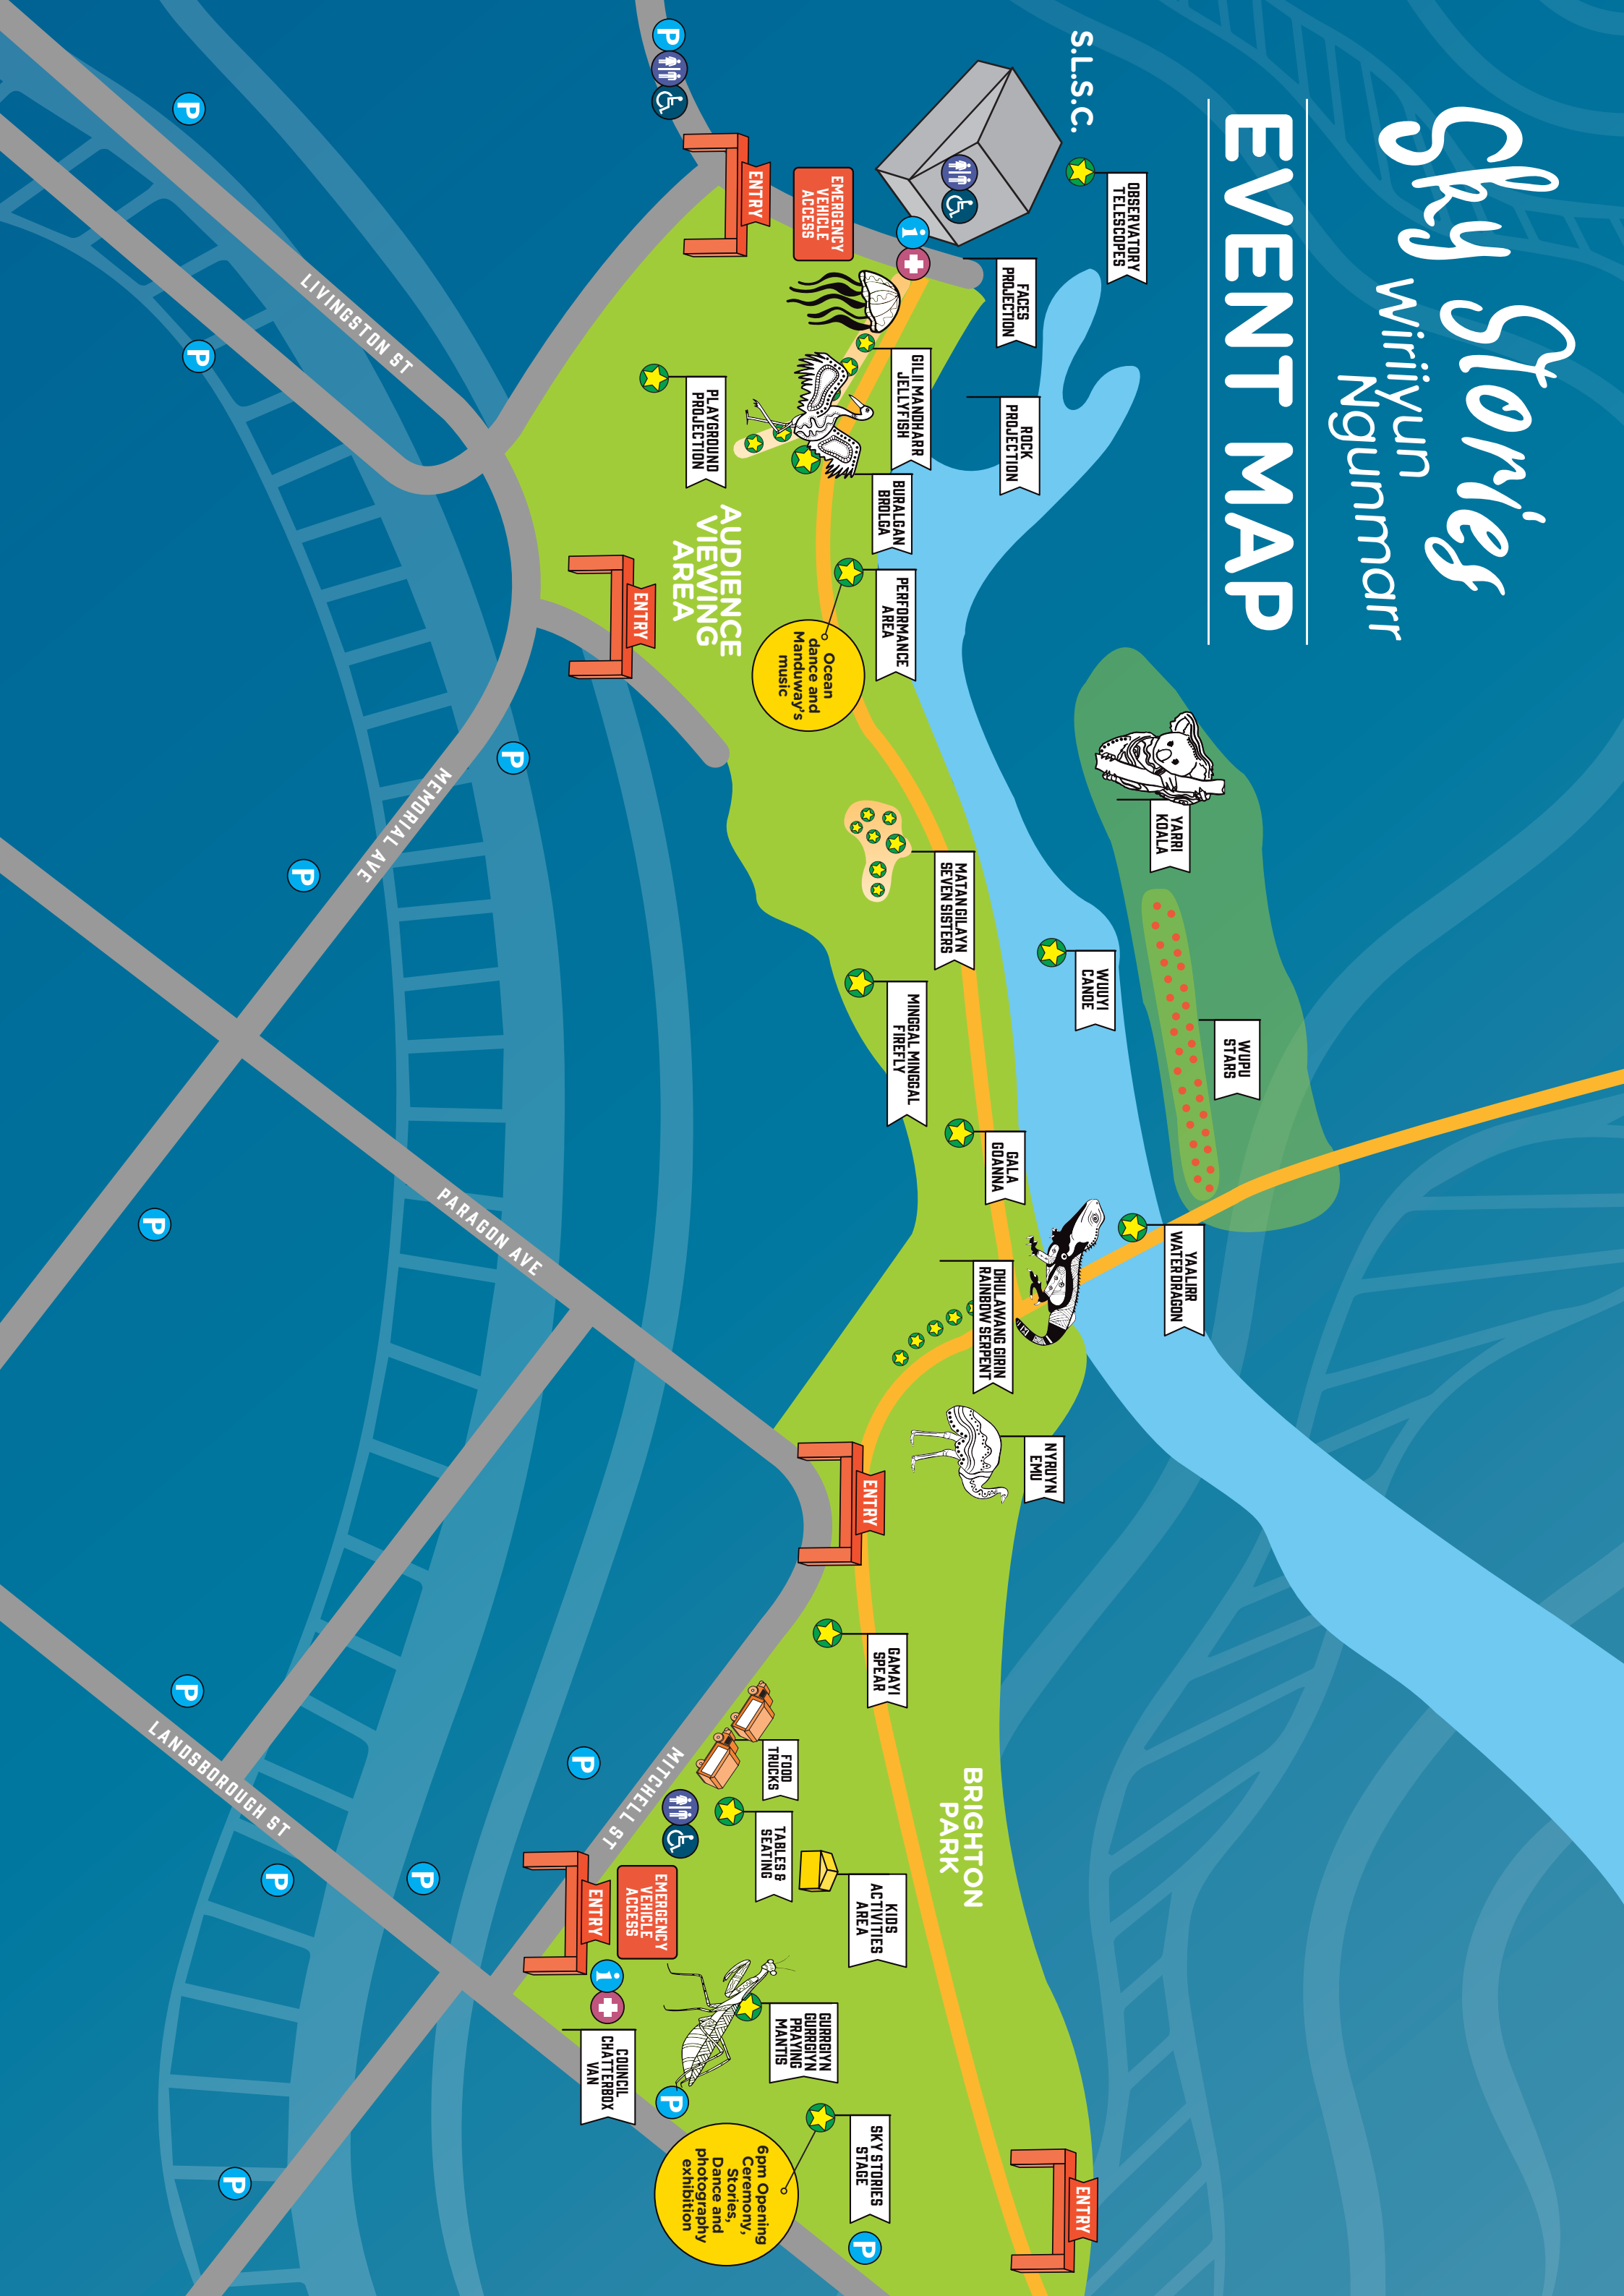 Sky Stories
Wiriiyun
Ngunmarr
EVENT MAP
S.L.S.C.
OBSERVATORY
TELESCOPES
ENTRY
EMERGENCY
VEHICLE
ACCESS
FACES
PROJECTION
ROCK
PROJECTION
GILII MANDIHARR
JELLYFISH
BURALGAN
BROLGA
PLAYGROUND
PROJECTION
AUDIENCE
VIEWING
AREA
PERFORMANCE
AREA
Ocean
dance and
Manduway's
music
ENTRY
LIVINGSTON ST
MEMORIAL AVE
YARRI
KOALA
MATAN GILAYN
SEVEN SISTERS
WUUYI
CANOE
WUPU
STARS
MINGGAL MINGGAL
FIREFLY
GALA
GOANNA
YAALIRR
WATER DRAGON
DHULAWANG GIRIN
RAINBOW SERPENT
NYRUYN
EMU
PARAGON AVE
ENTRY
GAMAYI
SPEAR
FOOD
TRUCKS
TABLES &
SEATING
KIDS
ACTIVITIES
AREA
BRIGHTON
PARK
MITCHELL ST
LANDSBOROUGH ST
ENTRY
EMERGENCY
VEHICLE
ACCESS
GURRGIYN
GURRGIYN
PRAYING
MANTIS
COUNCIL
CHATTERBOX
VAN
SKY STORIES
STAGE
6pm Opening
Ceremony,
Stories,
Dance and
photography
exhibition
ENTRY
P
P
P
P
P
P
P
P
P
P
P
P
P
i
i